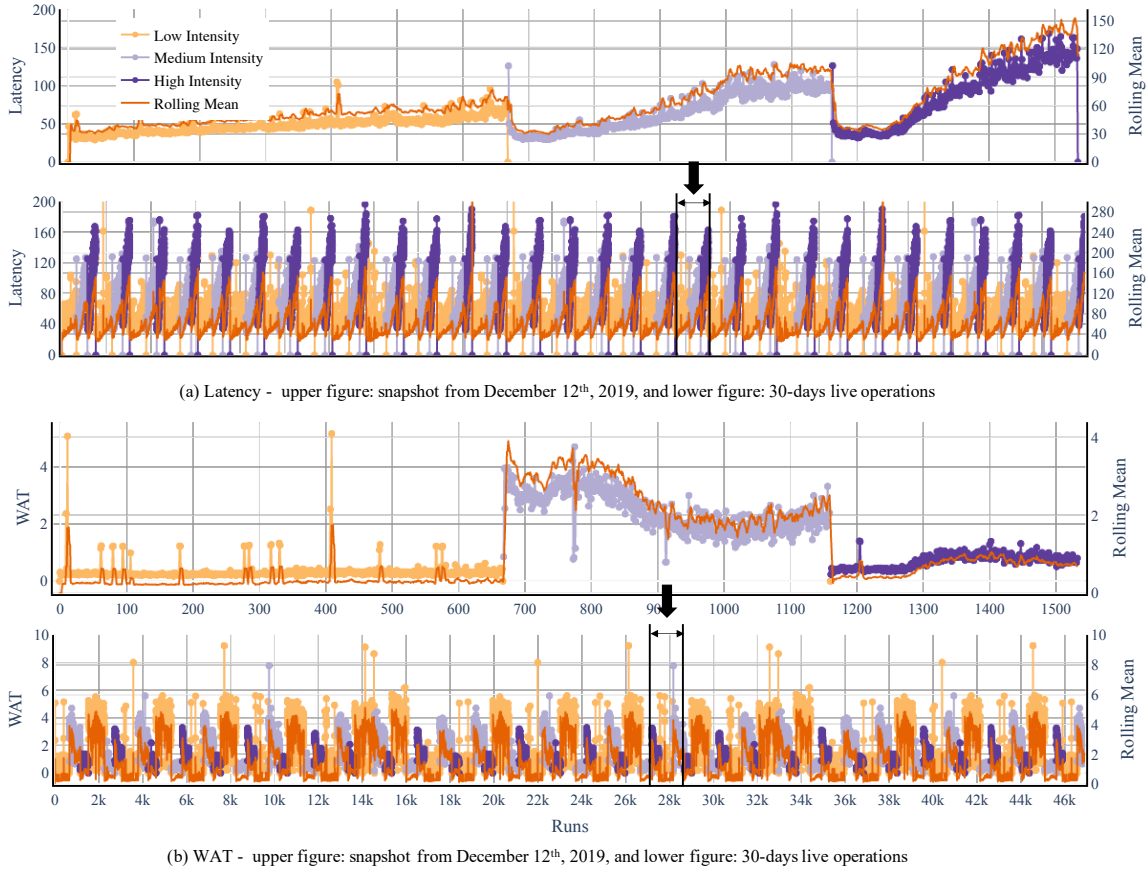 200
150
100
50
0
Latency
Low Intensity
Medium Intensity
High Intensity
Rolling Mean
150
120
90
60
30
0
Rolling Mean
200
160
120
80
40
0
Latency
280
240
200
160
120
80
40
0
Rolling Mean
(a) Latency - upper figure: snapshot from December 12th, 2019, and lower figure: 30-days live operations
4
2
0
WAT
4
3
2
1
0
Rolling Mean
0 100 200 300 400 500 600 700 800 1000 1100 1200 1300 1400 1500
10
8
6
4
2
0
WAT
10
8
6
4
2
0
Rolling Mean
0 2k 4k 6k 8k 10k 12k 14k 16k 18k 20k 22k 24k 26k 28k 30k 32k 34k 36k 38k 40k 42k 44k 46k
Runs
(b) WAT - upper figure: snapshot from December 12th, 2019, and lower figure: 30-days live operations